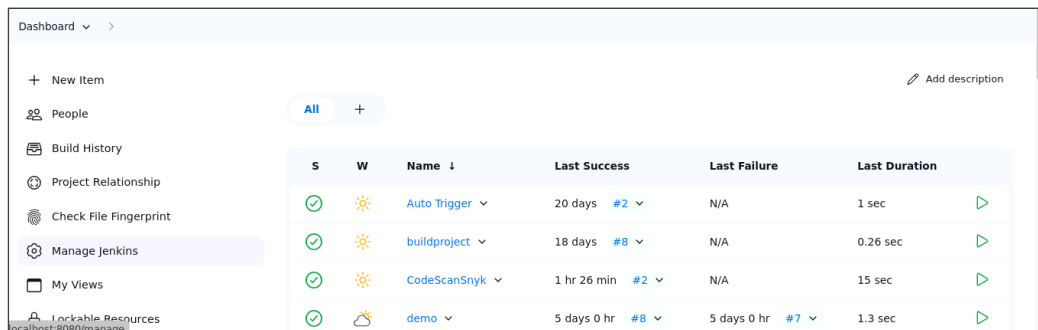 Dashboard
New Item
People
Build History
Project Relationship
Check File Fingerprint
Manage Jenkins
My Views
Lockable Resources
localhost:8080/manage
Add description
All +
S W Name ↓ Last Success Last Failure Last Duration
Auto Trigger 20 days #2 N/A 1 sec
buildproject 18 days #8 N/A 0.26 sec
CodeScanSnyk 1 hr 26 min #2 N/A 15 sec
demo 5 days 0 hr #8 5 days 0 hr #7 1.3 sec